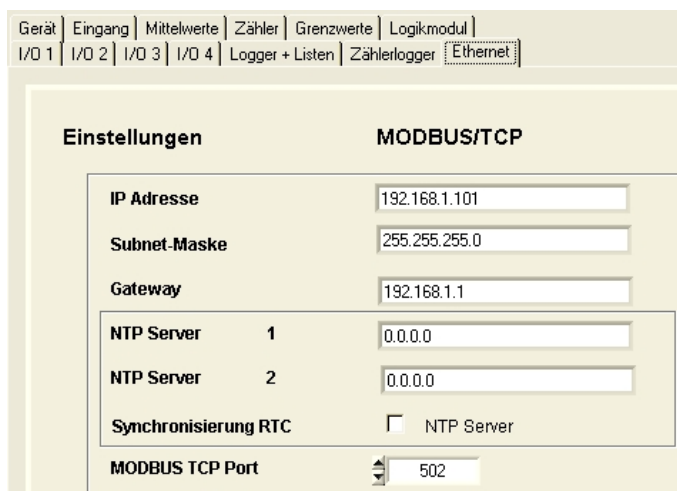 Gerät Eingang Mittelwerte Zähler Grenzwerte Logikmodul
I/O 1 I/O 2 I/O 3 I/O 4 Logger + Listen Zählerlogger Ethernet
Einstellungen MODBUS/TCP
IP Adresse 192.168.1.101
Subnet-Maske 255.255.255.0
Gateway 192.168.1.1
NTP Server 1 0.0.0.0
NTP Server 2 0.0.0.0
Synchronisierung RTC NTP Server
MODBUS TCP Port 502